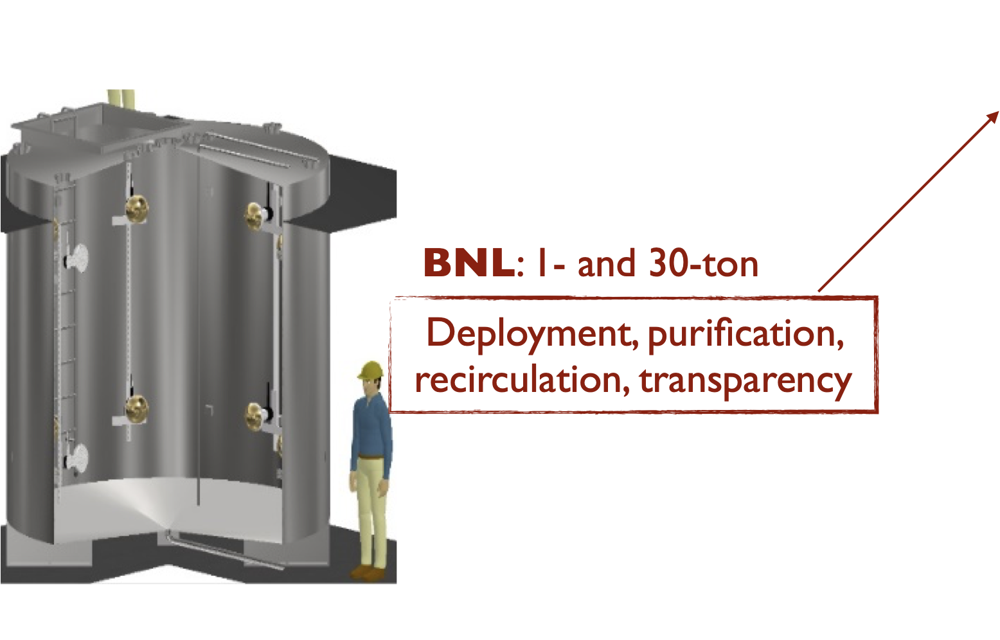 BNL: 1- and 30-ton
Deployment, purification,
recirculation, transparency